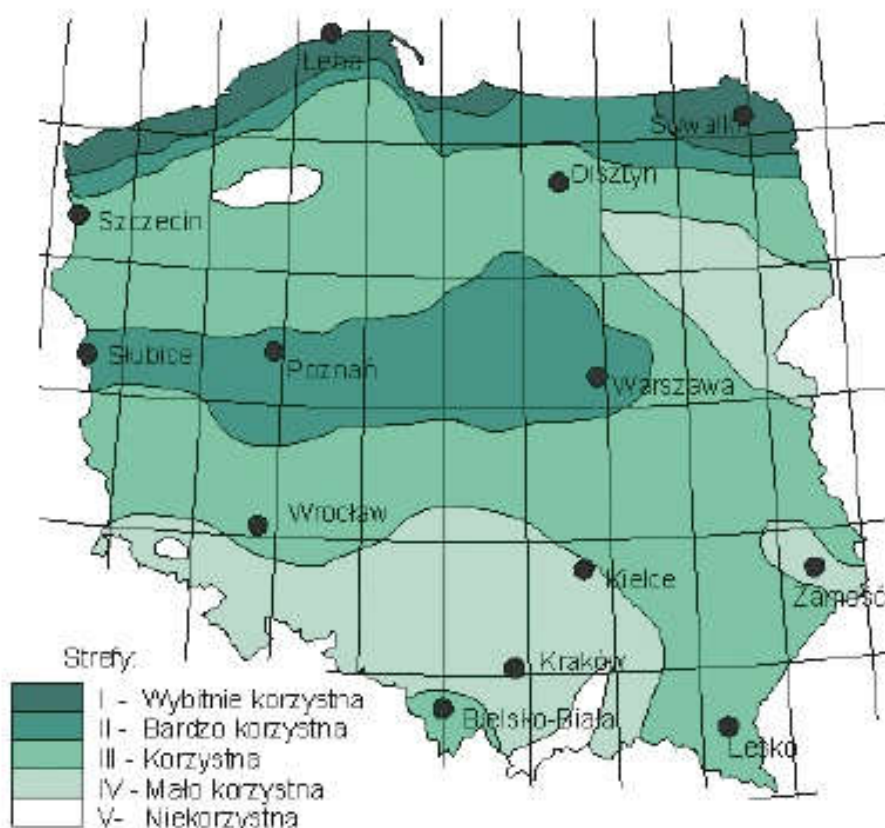 Łeba
Suwałki
Olsztyn
Szczecin
Słubice
Poznań
Warszawa
Wrocław
Kielce
Zamość
Kraków
Bielsko-Biała
Lesko
Strefy:
I - Wybitnie korzystna
II - Bardzo korzystna
III - Korzystna
IV - Mało korzystna
V- Niekorzystna